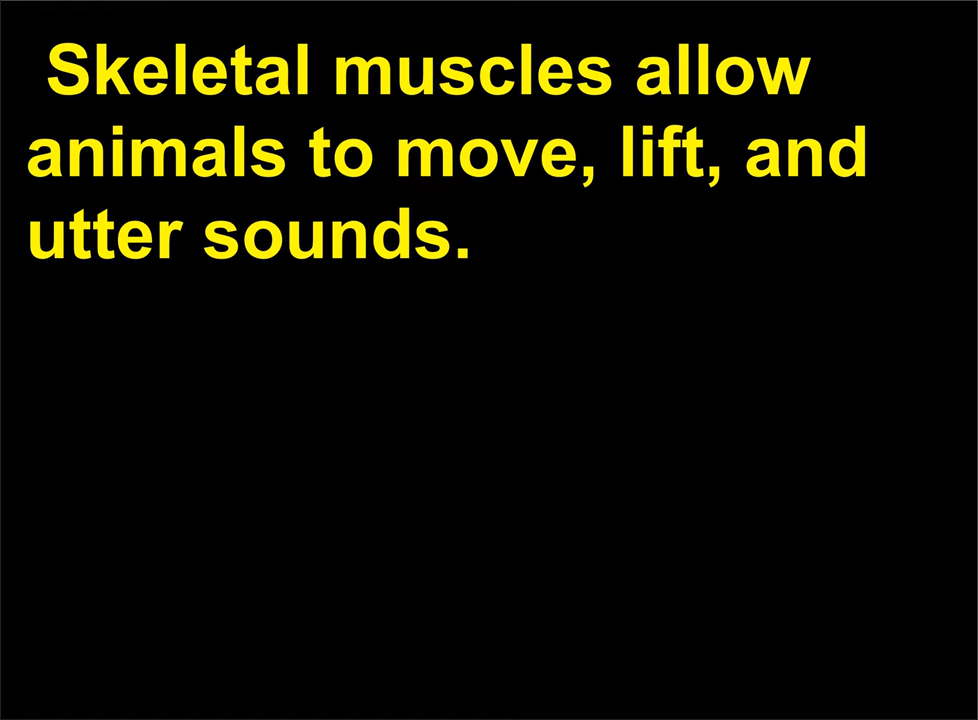 Skeletal muscles allow
animals to move, lift, and
utter sounds.